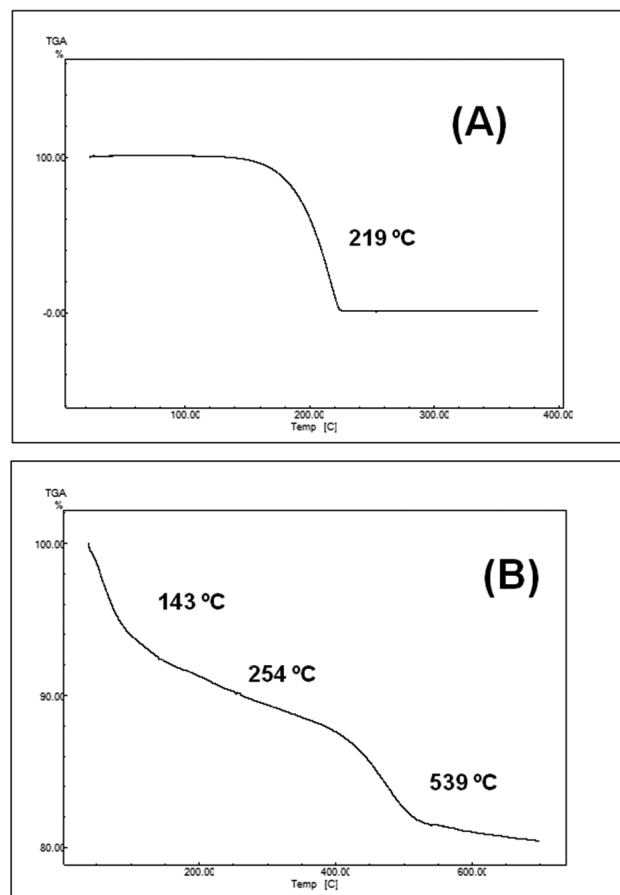 TGA
%
(A)
100.00
219 ºC
-0.00
100.00 200.00 300.00 400.00
Temp [C]
TGA
%
100.00
(B)
143 ºC
90.00
254 ºC
539 ºC
80.00
200.00 400.00 600.00
Temp [C]